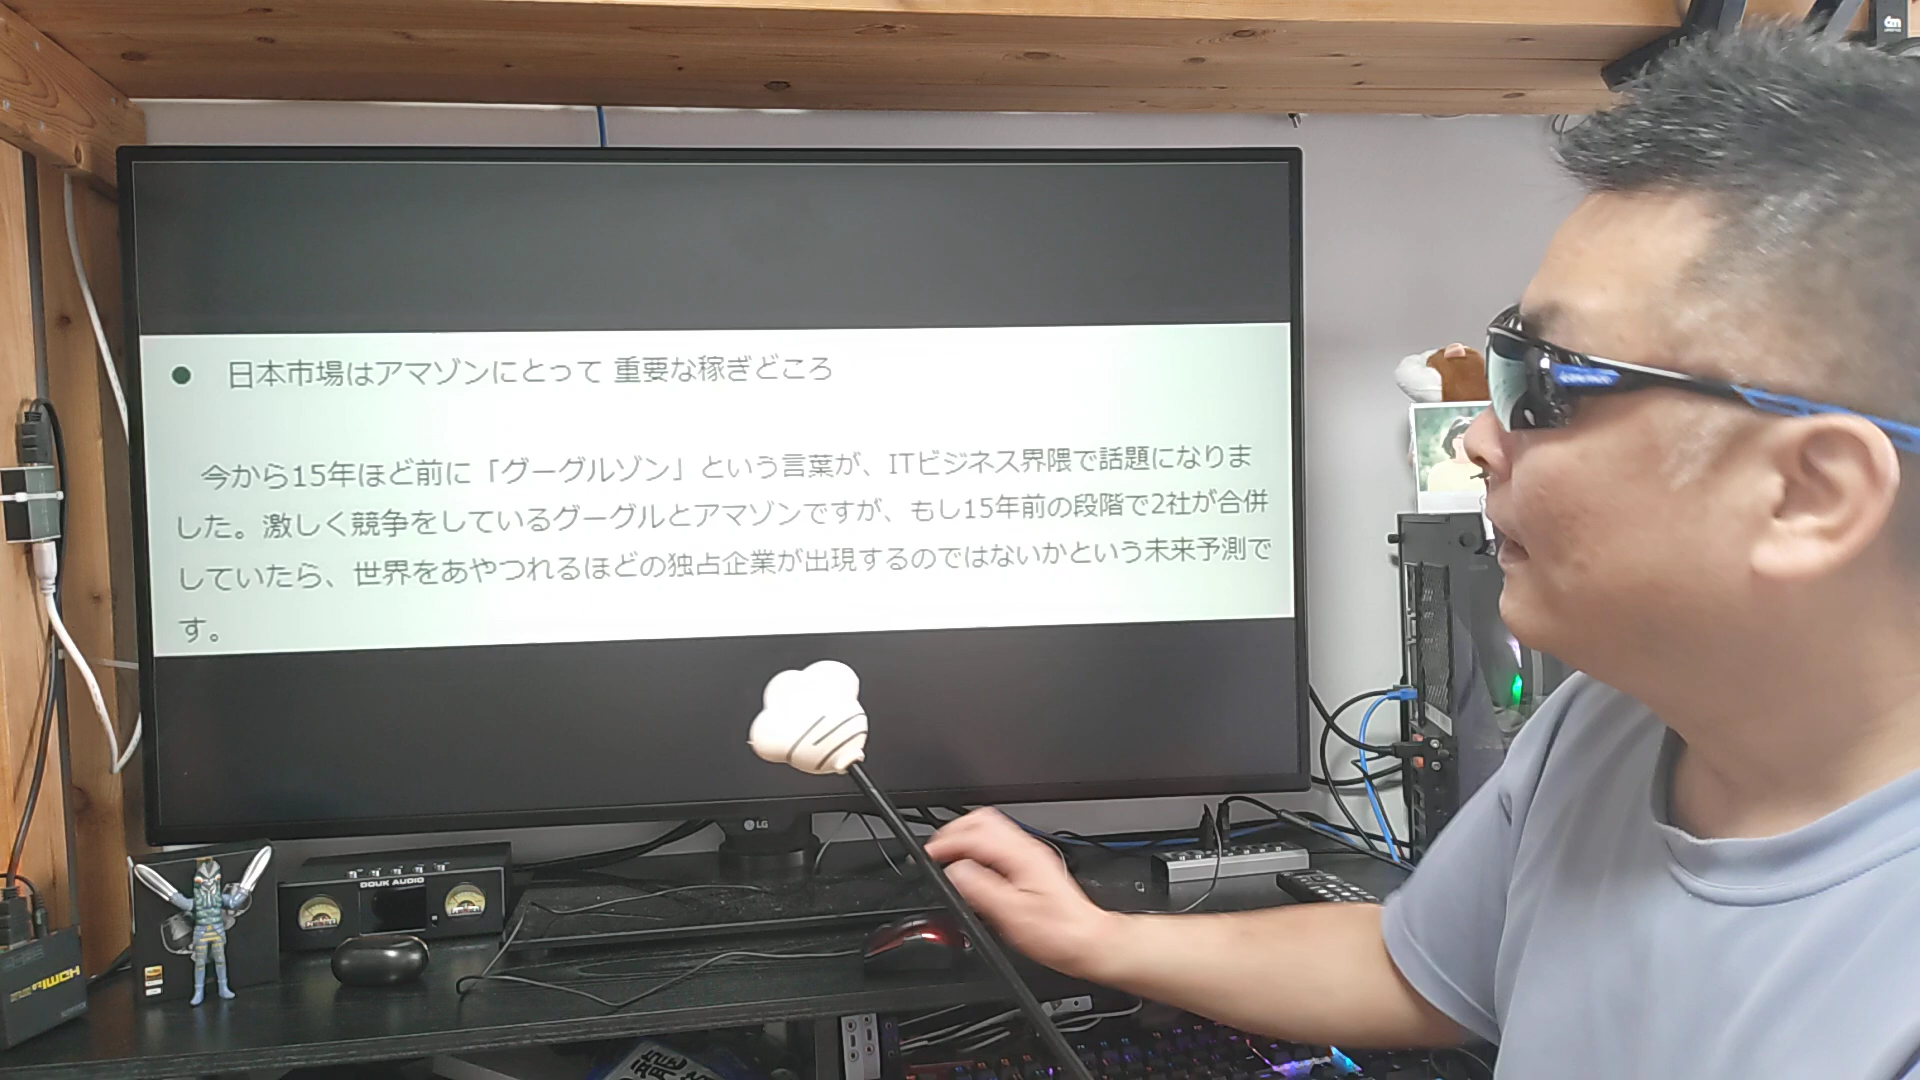 ● 日本市場はアマゾンにとって 重要な稼ぎどころ
今から15年ほど前に「グーグルゾン」という言葉が、ITビジネス界隈で話題になりま
した。激しく競争をしているグーグルとアマゾンですが、もし15年前の段階で2社が合併
していたら、世界をあやつれるほどの独占企業が出現するのではないかという未来予測で
す。
LG
DOUK AUDIO